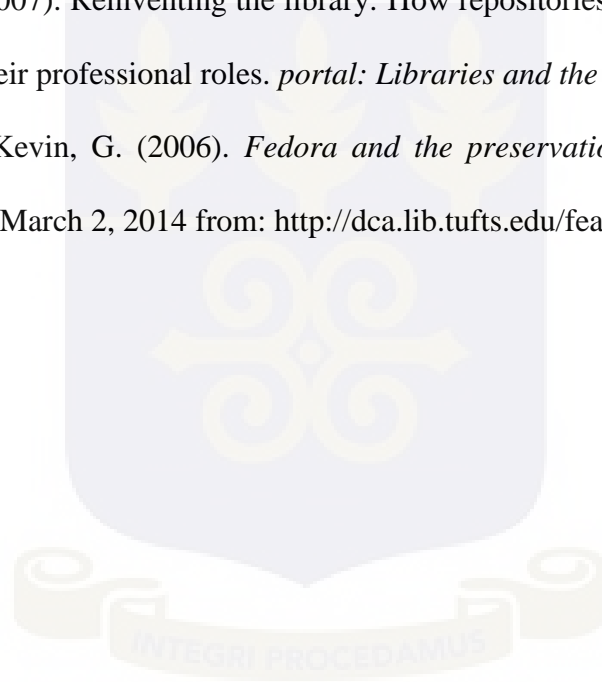 007). Reinventing the library. How repositories
eir professional roles. portal: Libraries and the
Kevin, G. (2006). Fedora and the preservatio
March 2, 2014 from: http://dca.lib.tufts.edu/fea
INTEGRI PROCEDAMUS